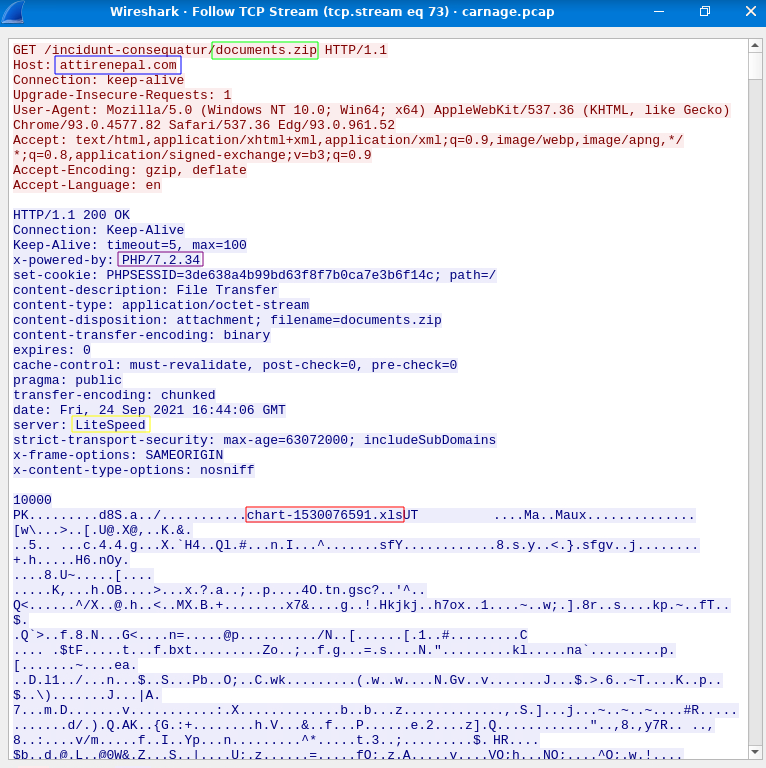 Wireshark · Follow TCP Stream (tcp.stream eq 73) · carnage.pcap
GET /incidunt-consequatur/documents.zip HTTP/1.1
Host: attirenepal.com
Connection: keep-alive
Upgrade-Insecure-Requests: 1
User-Agent: Mozilla/5.0 (Windows NT 10.0; Win64; x64) AppleWebKit/537.36 (KHTML, like Gecko)
Chrome/93.0.4577.82 Safari/537.36 Edg/93.0.961.52
Accept: text/html,application/xhtml+xml,application/xml;q=0.9,image/webp,image/apng,*/
*;q=0.8,application/signed-exchange;v=b3;q=0.9
Accept-Encoding: gzip, deflate
Accept-Language: en
HTTP/1.1 200 OK
Connection: Keep-Alive
Keep-Alive: timeout=5, max=100
x-powered-by: PHP/7.2.34
set-cookie: PHPSESSID=3de638a4b99bd63f8f7b0ca7e3b6f14c; path=/
content-description: File Transfer
content-type: application/octet-stream
content-disposition: attachment; filename=documents.zip
content-transfer-encoding: binary
expires: 0
cache-control: must-revalidate, post-check=0, pre-check=0
pragma: public
transfer-encoding: chunked
date: Fri, 24 Sep 2021 16:44:06 GMT
server: LiteSpeed
strict-transport-security: max-age=63072000; includeSubDomains
x-frame-options: SAMEORIGIN
x-content-type-options: nosniff
10000
PK.........d8S.a../...........chart-1530076591.xlsUT ....Ma..Maux..............
[w\...>..[.U@.X@,..K.&.
..5.. ...c.4.4.g...X.`H4..Ql.#...n.I...^.......sfY............8.s.y..<.}.sfgv..j........
+.h.....H6.nOy.
....8.U~.....[....
.....K,...h.OB....>...x.?.a..;..p....4O.tn.gsc?..'^..
Q<......^/X..@.h..<..MX.B.+........x7&....g..!.Hkjkj..h7ox..1....~..w;.].8r..s....kp.~..fT..
$.
.Q`>..f.8.N...G<....n=.....@p........../N..[......[.1..#.........C
.... .$tF.....t...f.bxt.........Zo..;..f.g...=.s....N.".........kl.....na`.........p.
[.......~....ea.
..D.l1../...n...$..S...Pb..O;..C.wk.........(.w..w....N.Gv..v.......J...$.>.6..~T....K..p..
$..\).......J...|A.
7...m.D.......v...........:.X.............b..b...z.............,.S.]...j...~..~..~....#R.....
.......d/.).Q.AK..{G.:+........h.V...&..f...P......e.2....z].Q............"..,8.,y7R.. ..,
8..:....v/m.....f..I..Yp...n.........^*.....t.3..;.........$. HR....
$b..d.@.L..@0W&.Z...S..|....U:.z......=.....fO:.z.A.....v....VO:h...NO:....^O:.w.!....